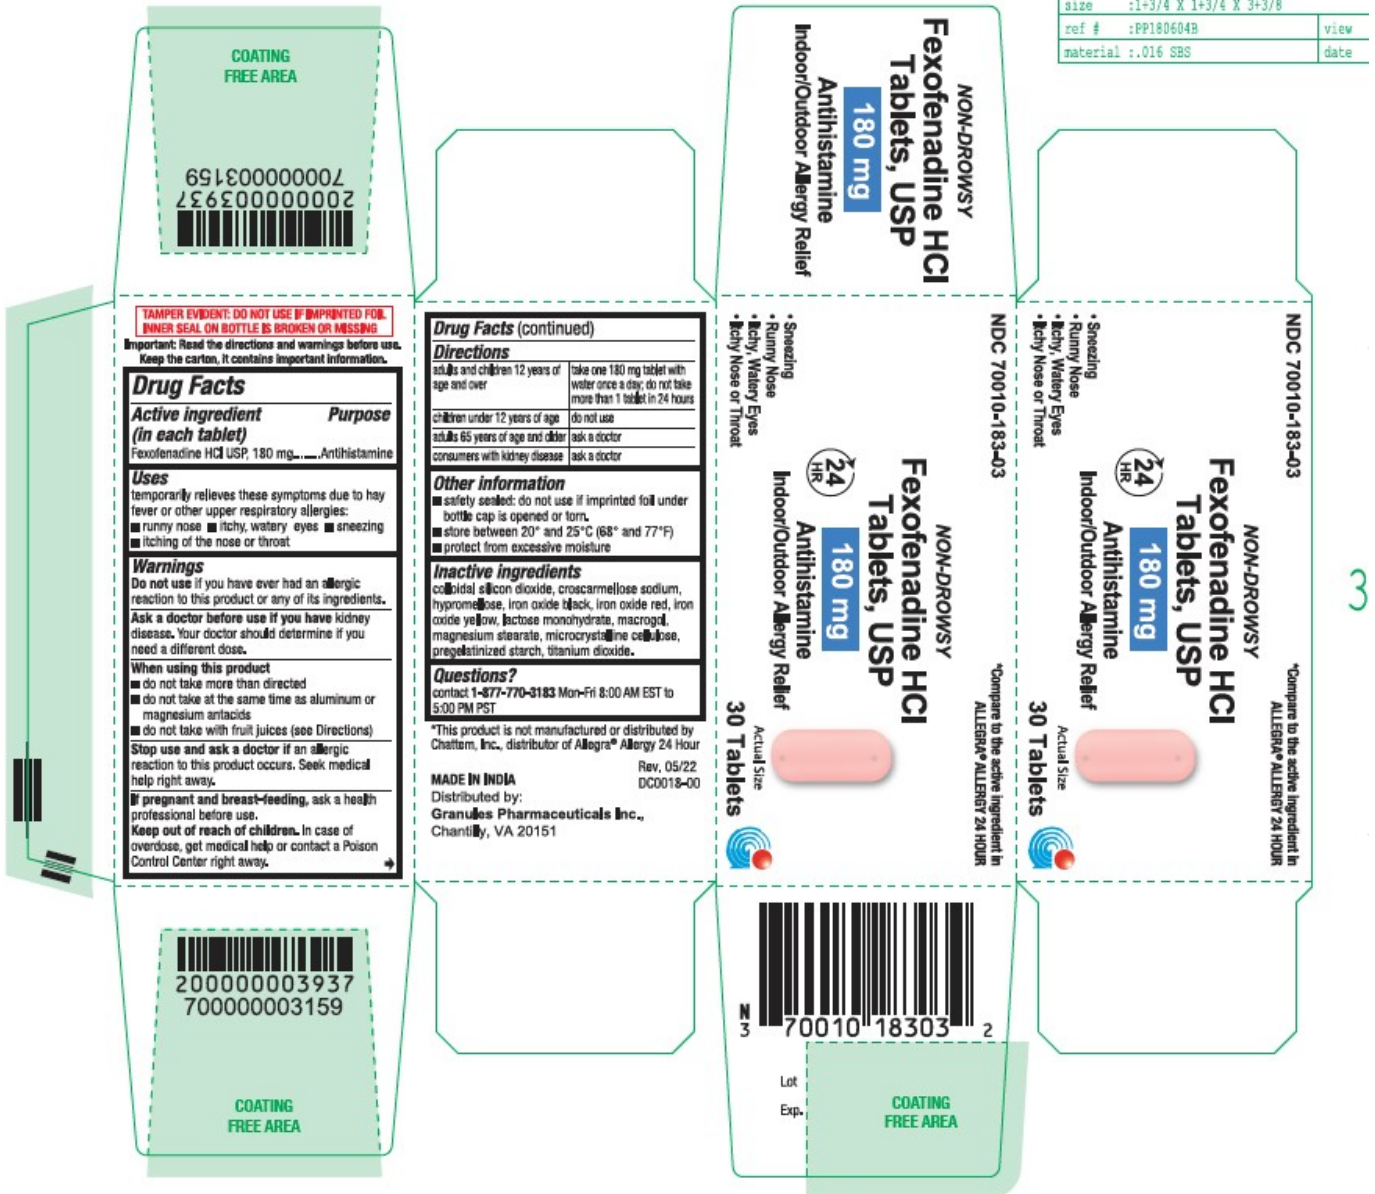 size :1+3/4 X 1+3/4 X 3+3/8
ref # :PP180604B view
material :.016 SBS date
COATING
FREE AREA
700000003159
200000003937
TAMPER EVIDENT: DO NOT USE IF IMPRINTED FOIL
INNER SEAL ON BOTTLE IS BROKEN OR MISSING
Important: Read the directions and warnings before use.
Keep the carton, it contains important information.
Drug Facts
Active ingredient Purpose
(in each tablet)
Fexofenadine HCl USP, 180 mg.......Antihistamine
Uses
temporarily relieves these symptoms due to hay
fever or other upper respiratory allergies:
■ runny nose ■ itchy, watery eyes ■ sneezing
■ itching of the nose or throat
Warnings
Do not use if you have ever had an allergic
reaction to this product or any of its ingredients.
Ask a doctor before use if you have kidney
disease. Your doctor should determine if you
need a different dose.
When using this product
■ do not take more than directed
■ do not take at the same time as aluminum or
magnesium antacids
■ do not take with fruit juices (see Directions)
Stop use and ask a doctor if an allergic
reaction to this product occurs. Seek medical
help right away.
If pregnant and breast-feeding, ask a health
professional before use.
Keep out of reach of children. In case of
overdose, get medical help or contact a Poison
Control Center right away.
200000003937
700000003159
COATING
FREE AREA
Drug Facts (continued)
Directions
adults and children 12 years of age and over
take one 180 mg tablet with
water once a day; do not take
more than 1 tablet in 24 hours
children under 12 years of age do not use
adults 65 years of age and older ask a doctor
consumers with kidney disease ask a doctor
Other information
■ safety sealed: do not use if imprinted foil under
bottle cap is opened or torn.
■ store between 20° and 25°C (68° and 77°F)
■ protect from excessive moisture
Inactive ingredients
colloidal silicon dioxide, croscarmellose sodium,
hypromellose, iron oxide black, iron oxide red, iron
oxide yellow, lactose monohydrate, macrogol,
magnesium stearate, microcrystalline cellulose,
pregelatinized starch, titanium dioxide.
Questions?
contact 1-877-770-3183 Mon-Fri 8:00 AM EST to
5:00 PM PST
*This product is not manufactured or distributed by
Chattem, Inc., distributor of Allegra® Allergy 24 Hour
Rev, 05/22
MADE IN INDIA DC0018-00
Distributed by:
Granules Pharmaceuticals Inc.,
Chantilly, VA 20151
NON-DROWSY
Fexofenadine HCl
Tablets, USP
180 mg
Antihistamine
Indoor/Outdoor Allergy Relief
NDC 70010-183-03
NON-DROWSY
Fexofenadine HCl
Tablets, USP
180 mg
Antihistamine
Indoor/Outdoor Allergy Relief
24
HR
• Sneezing
• Runny Nose
• Itchy, Watery Eyes
• Itchy Nose or Throat
*Compare to the active ingredient in
ALLEGRA® ALLERGY 24 HOUR
Actual Size
30 Tablets
N
3 70010 18303 2
Lot
Exp.
COATING
FREE AREA
NDC 70010-183-03
NON-DROWSY
Fexofenadine HCl
Tablets, USP
180 mg
Antihistamine
Indoor/Outdoor Allergy Relief
24
HR
• Sneezing
• Runny Nose
• Itchy, Watery Eyes
• Itchy Nose or Throat
*Compare to the active ingredient in
ALLEGRA® ALLERGY 24 HOUR
Actual Size
30 Tablets
3